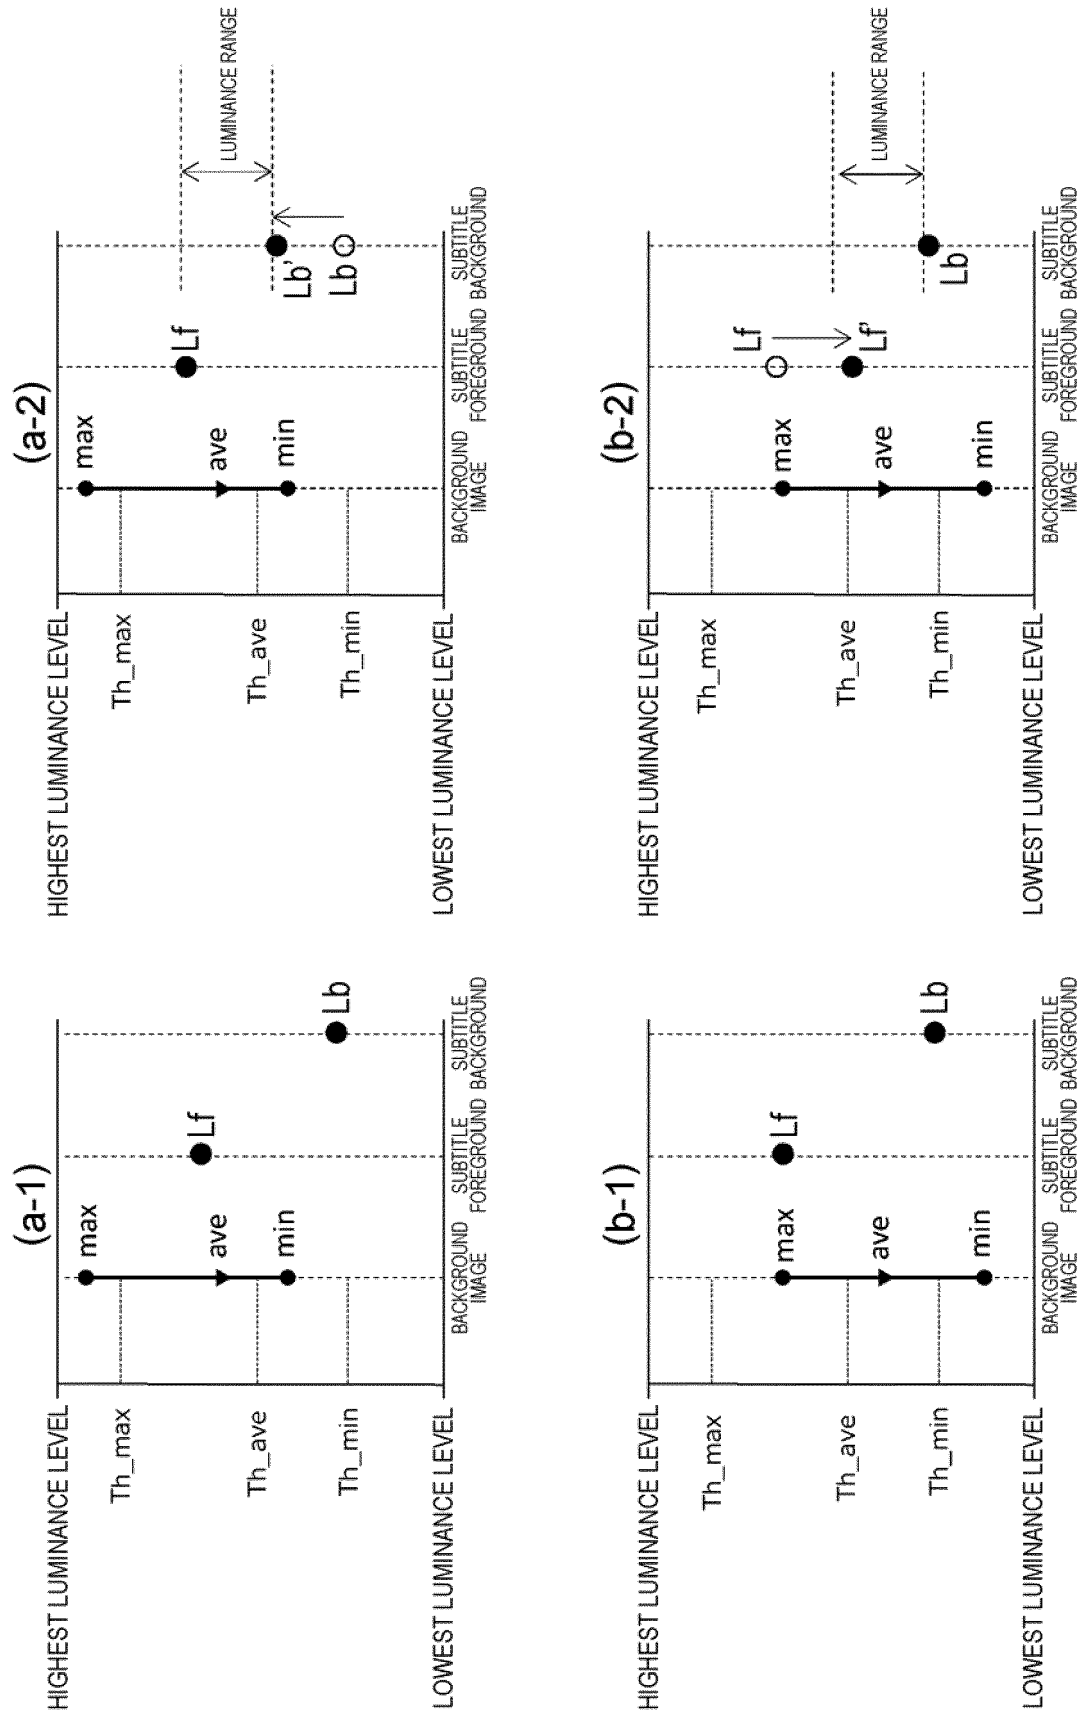 (a-1)
HIGHEST LUMINANCE LEVEL
Th_max
Th_ave
Th_min
LOWEST LUMINANCE LEVEL
max
ave
min
Lf
Lb
BACKGROUND
IMAGE
SUBTITLE
FOREGROUND
SUBTITLE
BACKGROUND
(a-2)
HIGHEST LUMINANCE LEVEL
Th_max
Th_ave
Th_min
LOWEST LUMINANCE LEVEL
max
ave
min
Lf
Lb'
Lb
LUMINANCE RANGE
BACKGROUND
IMAGE
SUBTITLE
FOREGROUND
SUBTITLE
BACKGROUND
(b-1)
HIGHEST LUMINANCE LEVEL
Th_max
Th_ave
Th_min
LOWEST LUMINANCE LEVEL
max
ave
min
Lf
Lb
BACKGROUND
IMAGE
SUBTITLE
FOREGROUND
SUBTITLE
BACKGROUND
(b-2)
HIGHEST LUMINANCE LEVEL
Th_max
Th_ave
Th_min
LOWEST LUMINANCE LEVEL
max
ave
min
Lf
Lf'
Lb
LUMINANCE RANGE
BACKGROUND
IMAGE
SUBTITLE
FOREGROUND
SUBTITLE
BACKGROUND